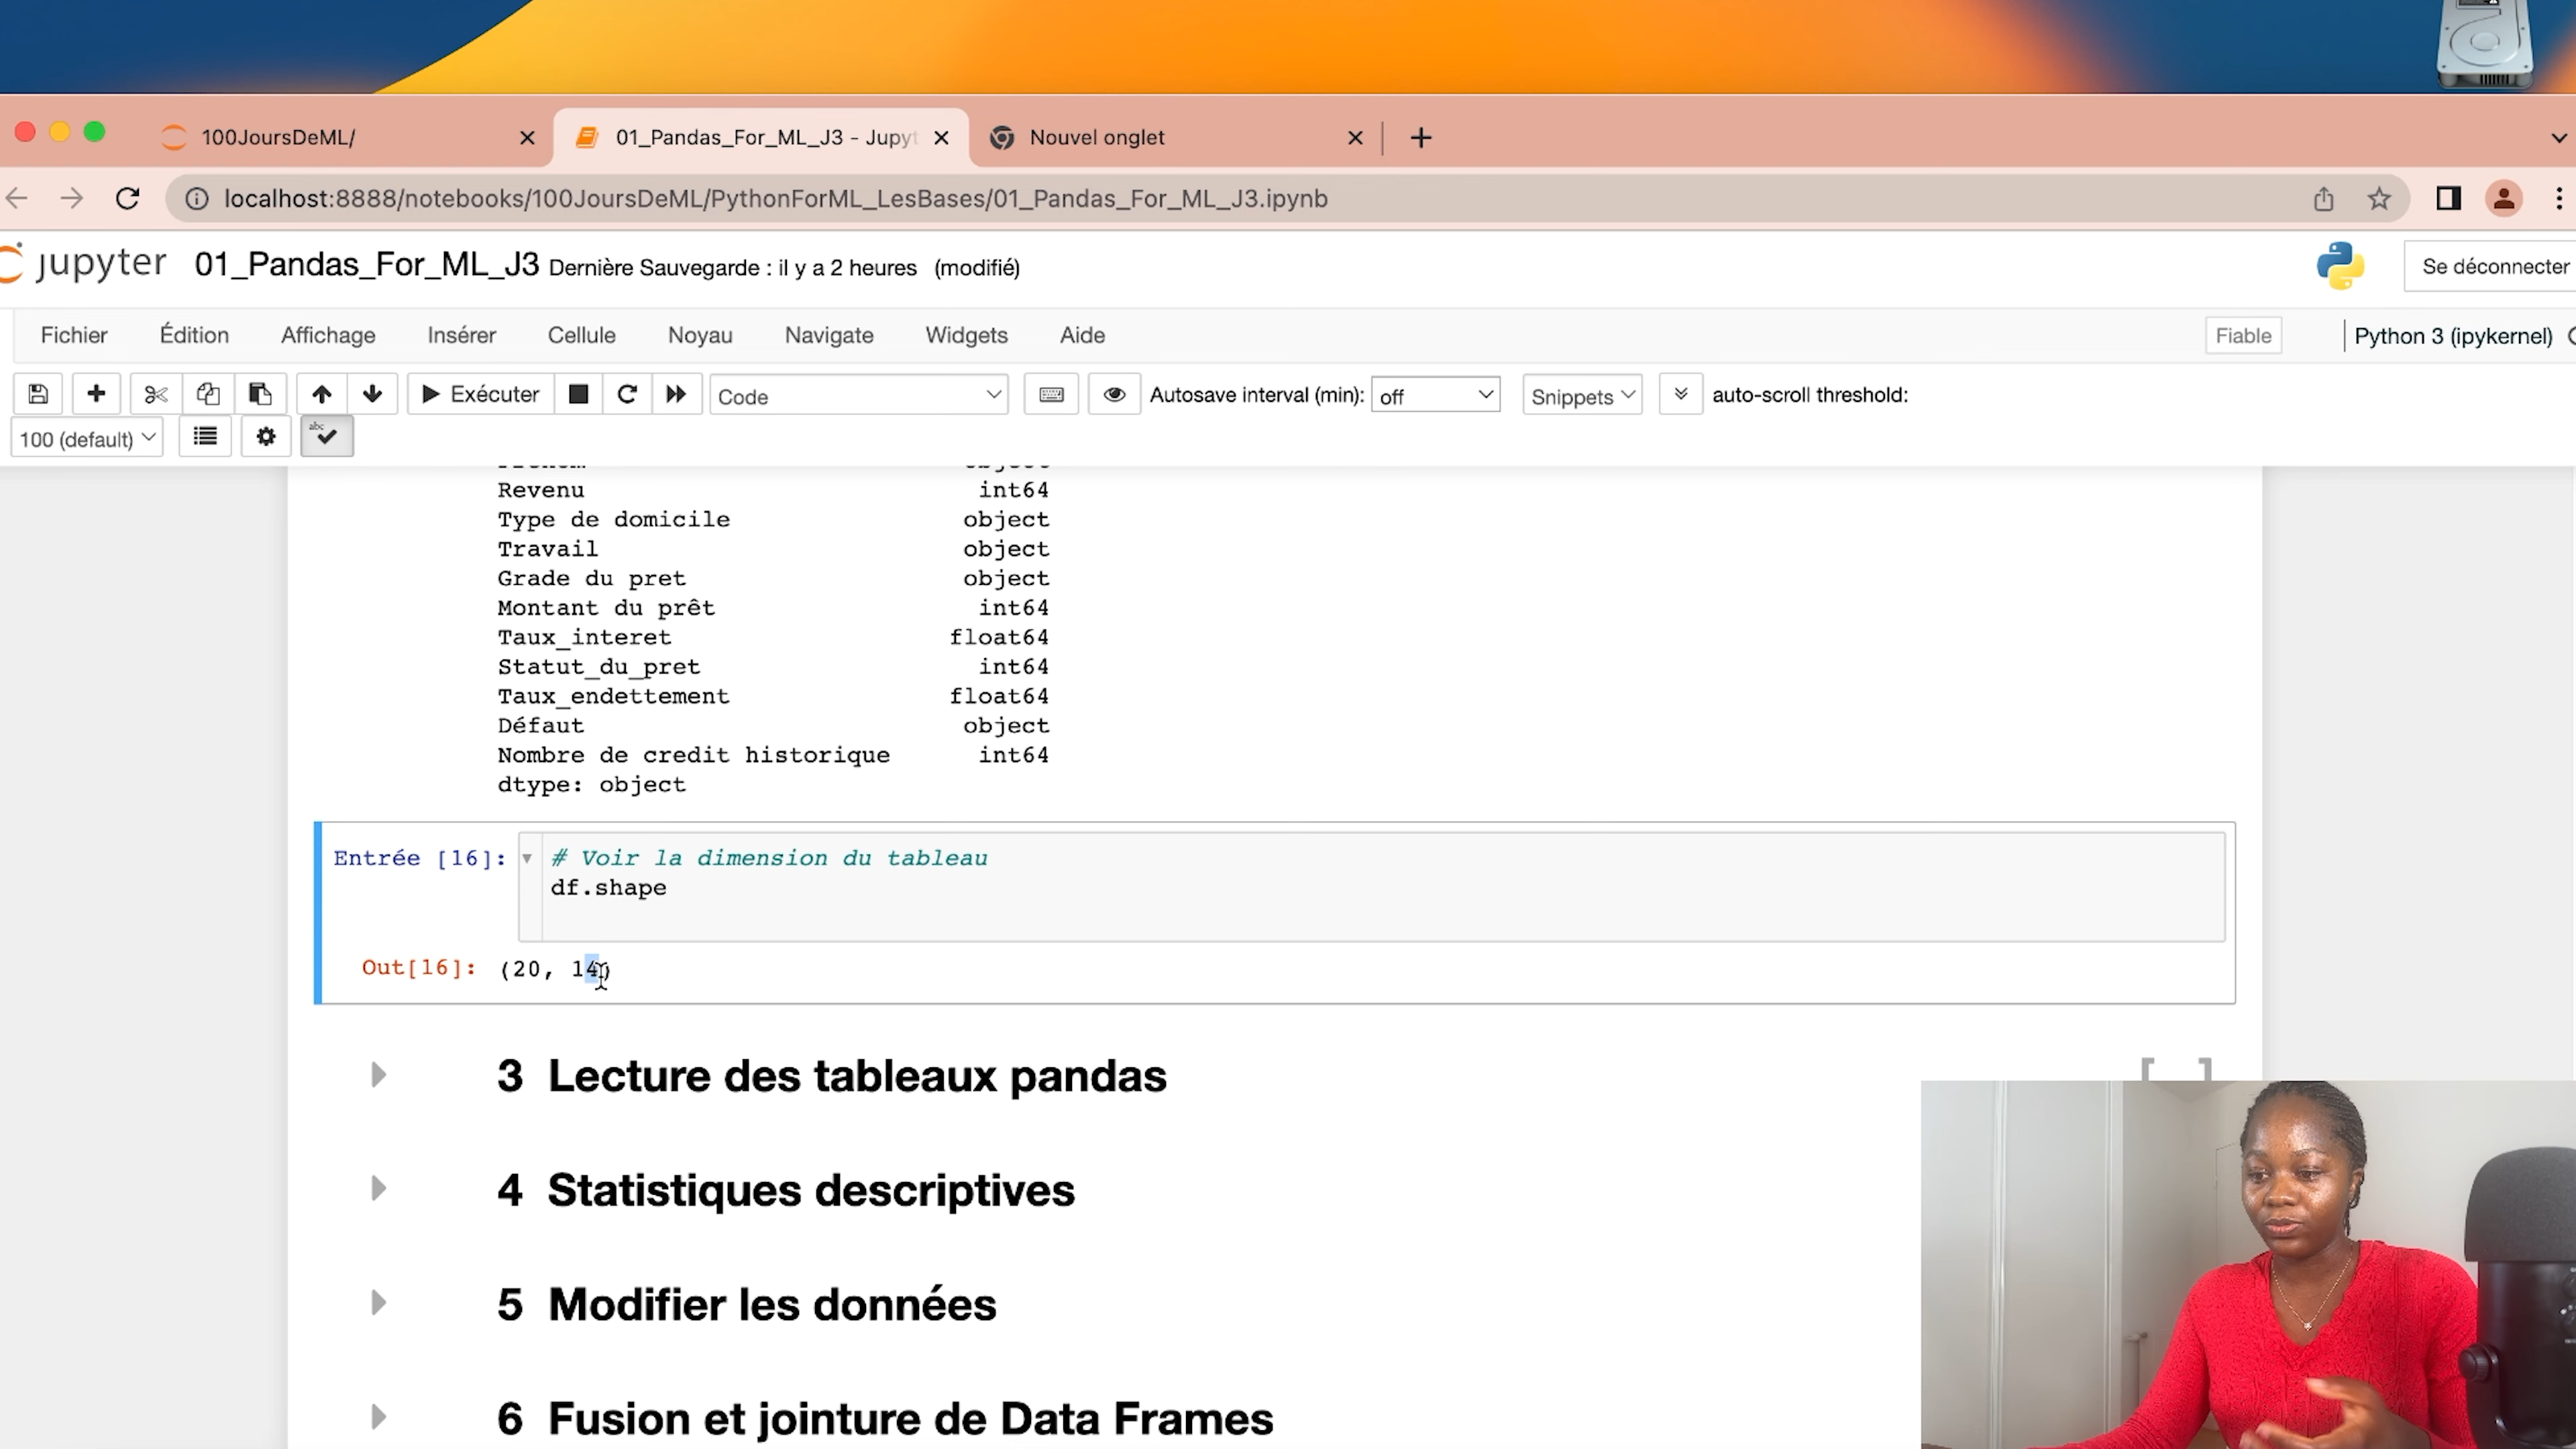 100JoursDeML/
01_Pandas_For_ML_J3 - Jupyt
Nouvel onglet
localhost:8888/notebooks/100JoursDeML/PythonForML_LesBases/01_Pandas_For_ML_J3.ipynb
jupyter 01_Pandas_For_ML_J3 Dernière Sauvegarde : il y a 2 heures (modifié)
Se déconnecter
Fichier Édition Affichage Insérer Cellule Noyau Navigate Widgets Aide
Fiable
Python 3 (ipykernel)
Exécuter
Code
Autosave interval (min): off
Snippets
auto-scroll threshold:
100 (default)
abc
Revenu int64
Type de domicile object
Travail object
Grade du pret object
Montant du prêt int64
Taux_interet float64
Statut_du_pret int64
Taux_endettement float64
Défaut object
Nombre de credit historique int64
dtype: object
Entrée [16]: # Voir la dimension du tableau
df.shape
Out[16]: (20, 14)
3 Lecture des tableaux pandas
[ ]
4 Statistiques descriptives
5 Modifier les données
6 Fusion et jointure de Data Frames